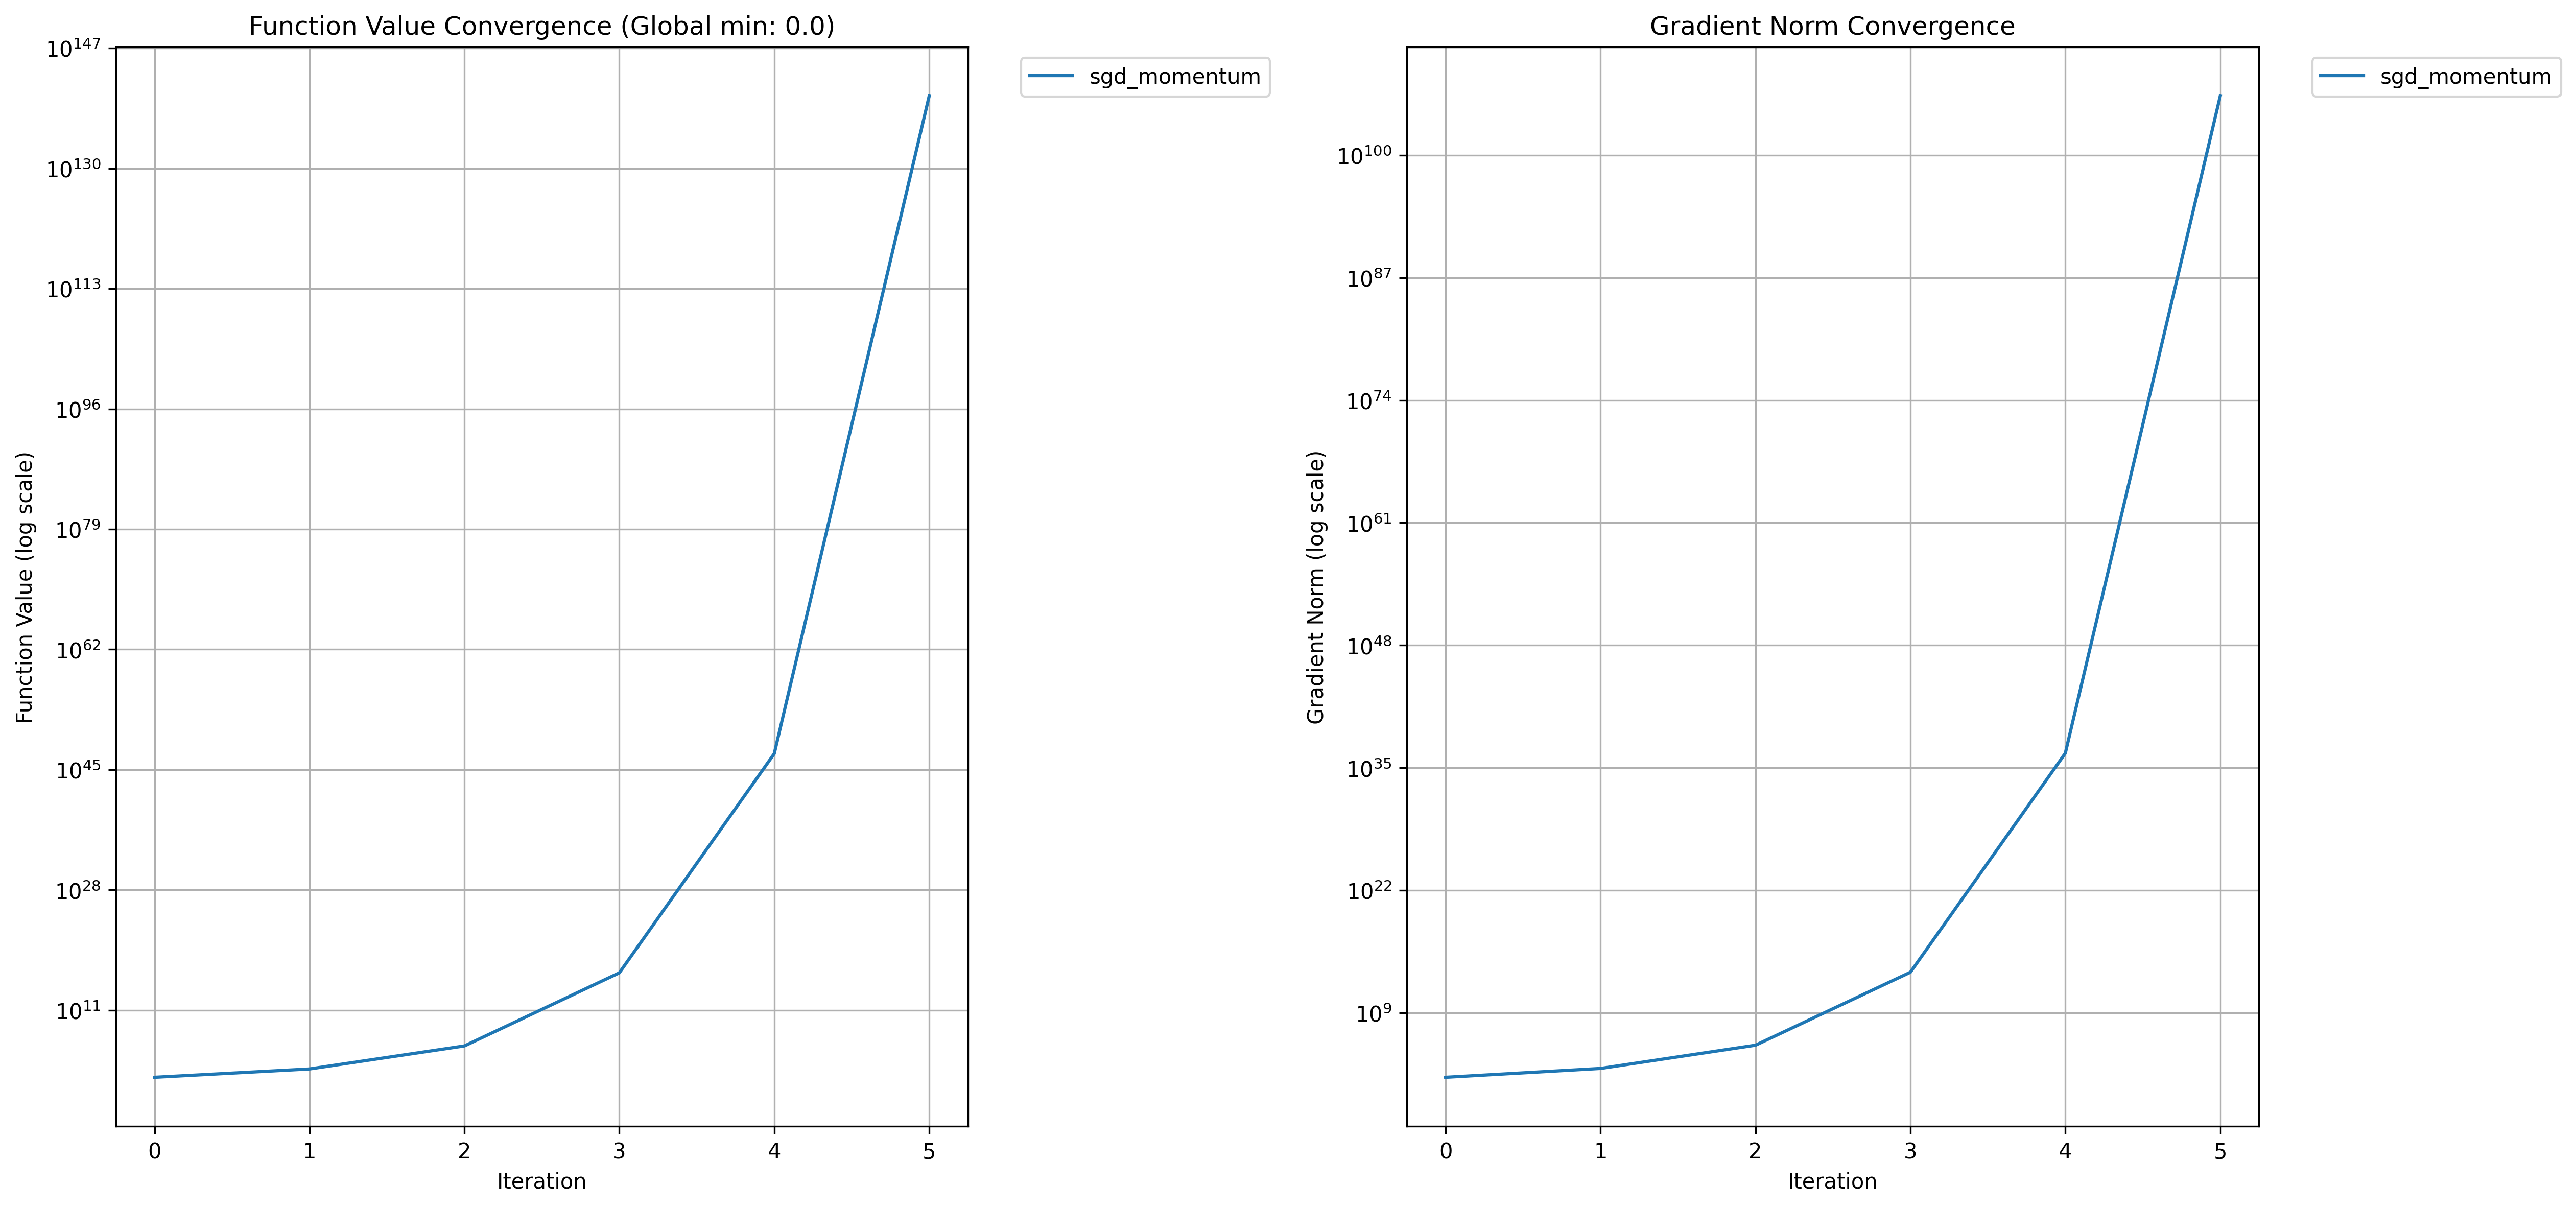 Function Value Convergence (Global min: 0.0)
10^147
10^130
10^113
10^96
10^79
10^62
10^45
10^28
10^11
Function Value (log scale)
0 1 2 3 4 5
Iteration
sgd_momentum
Gradient Norm Convergence
10^100
10^87
10^74
10^61
10^48
10^35
10^22
10^9
Gradient Norm (log scale)
0 1 2 3 4 5
Iteration
sgd_momentum